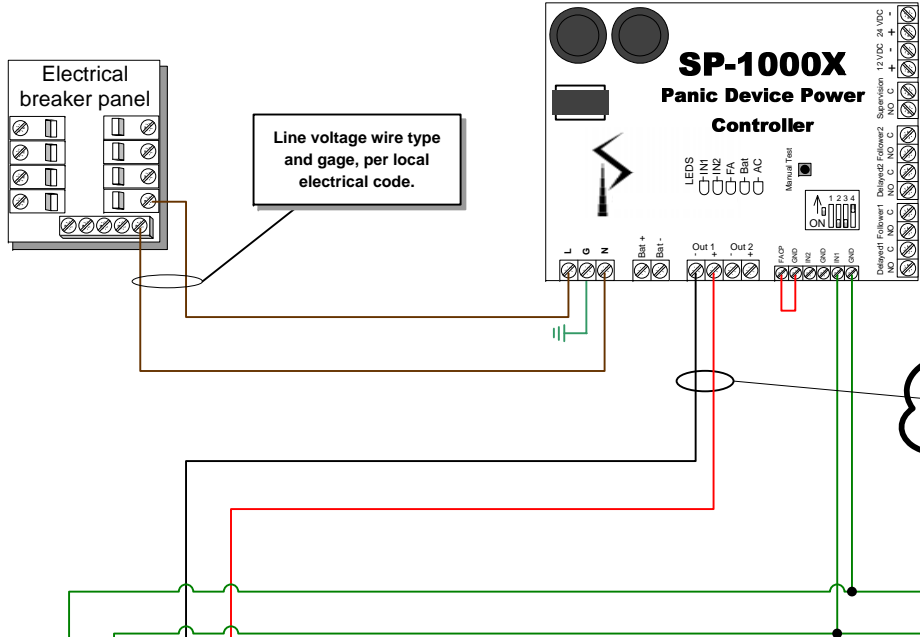 Electrical
breaker panel
Line voltage wire type
and gage, per local
electrical code.
SP-1000X
Panic Device Power
Controller
LEDS
IN1
IN2
FA
Bat
AC
Manual Test
1 2 3 4
ON
24 VDC
-
+
12 VDC
-
+
Supervision
C
NO
Follower2
C
NO
Delayed2
C
NO
Follower1
C
NO
Delayed1
C
NO
L
G
N
Bat +
Bat -
Out 1
Out 2
- + - +
FACP
GND
IN2
GND
IN1
GND